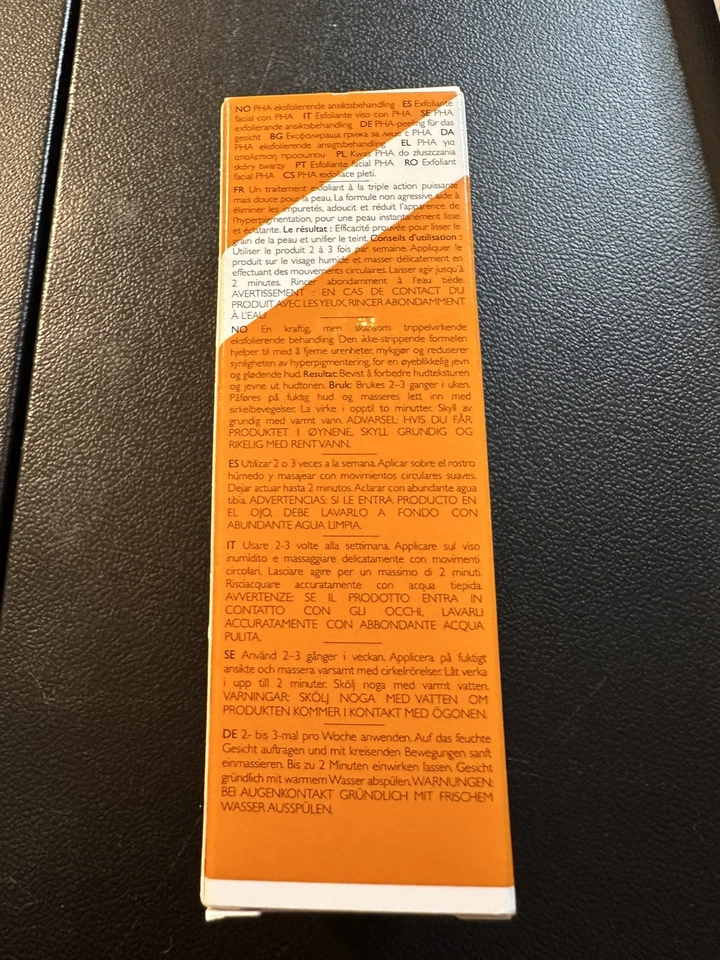 NO PHA eksfolierende ansiktsbehandling ES Exfoliante
facial con PHA IT Esfoliante viso con PHA SE PHA
exfolierande ansiktsbehandling DE PHA-peeling für das
gesicht BG Ексфолираща грижа за лице с PHA DA
PHA eksfolierende ansigtsbehandling EL PHA για
απολέπιση προσώπου PL Kwas PHA do złuszczania
skóry twarzy PT Esfoliante Facial PHA RO Exfoliant
facial PHA CS PHA exfoliace pleti.
FR Un traitement exfoliant à la triple action puissante
mais douce pour la peau. La formule non agressive aide à
éliminer les impuretés, adoucit et réduit l'apparence de
l'hyperpigmentation, pour une peau instantanément lisse
et éclatante. Le résultat : Efficacité prouvée pour lisser le
grain de la peau et unifier le teint. Conseils d'utilisation :
Utiliser le produit 2 à 3 fois par semaine. Appliquer le
produit sur le visage humide et masser délicatement en
effectuant des mouvements circulaires. Laisser agir jusqu'à
2 minutes. Rincer abondamment à l'eau tiède.
AVERTISSEMENT : EN CAS DE CONTACT DU
PRODUIT AVEC LES YEUX, RINCER ABONDAMMENT
À L'EAU.
NO En kraftig, men skånsom trippelvirkende
eksfolierende behandling. Den ikke-strippende formelen
hjelper til med å fjerne urenheter, mykgjør og reduserer
synligheten av hyperpigmentering, for en øyeblikkelig jevn
og glødende hud. Resultat: Bevist å forbedre hudteksturen
og jevne ut hudtonen. Bruk: Brukes 2–3 ganger i uken.
Påføres på fuktig hud og masseres lett inn med
sirkelbevegelser. La virke i opptil to minutter. Skyll av
grundig med varmt vann. ADVARSEL: HVIS DU FÅR
PRODUKTET I ØYNENE, SKYLL GRUNDIG OG
RIKELIG MED RENT VANN.
ES Utilizar 2 o 3 veces a la semana. Aplicar sobre el rostro
húmedo y masajear con movimientos circulares suaves.
Dejar actuar hasta 2 minutos. Aclarar con abundante agua
tibia. ADVERTENCIAS: SI LE ENTRA PRODUCTO EN
EL OJO, DEBE LAVARLO A FONDO CON
ABUNDANTE AGUA LIMPIA.
IT Usare 2-3 volte alla settimana. Applicare sul viso
inumidito e massaggiare delicatamente con movimenti
circolari. Lasciare agire per un massimo di 2 minuti.
Risciacquare accuratamente con acqua tiepida.
AVVERTENZE: SE IL PRODOTTO ENTRA IN
CONTATTO CON GLI OCCHI, LAVARLI
ACCURATAMENTE CON ABBONDANTE ACQUA
PULITA.
SE Använd 2–3 gånger i veckan. Applicera på fuktigt
ansikte och massera varsamt med cirkelrörelser. Låt verka
i upp till 2 minuter. Skölj noga med varmt vatten.
VARNINGAR: SKÖLJ NOGA MED VATTEN OM
PRODUKTEN KOMMER I KONTAKT MED ÖGONEN.
DE 2- bis 3-mal pro Woche anwenden. Auf das feuchte
Gesicht auftragen und mit kreisenden Bewegungen sanft
einmassieren. Bis zu 2 Minuten einwirken lassen. Gesicht
gründlich mit warmem Wasser abspülen. WARNUNGEN:
BEI AUGENKONTAKT GRÜNDLICH MIT FRISCHEM
WASSER AUSSPÜLEN.